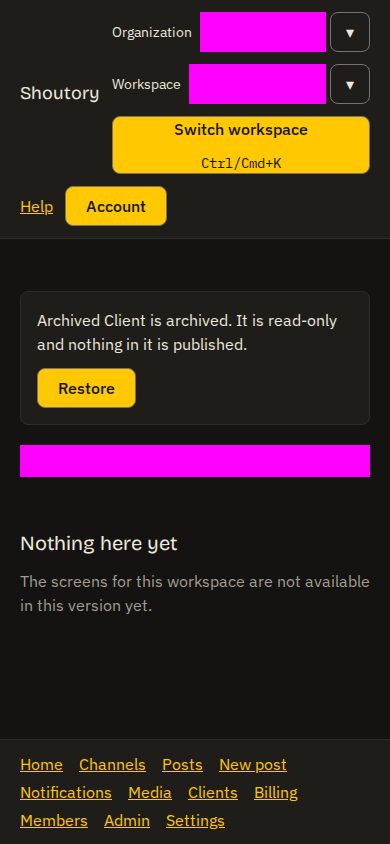 Organization
▼
Shoutory
Workspace
▼
Switch workspace
Ctrl/Cmd+K
Help
Account
Archived Client is archived. It is read-only
and nothing in it is published.
Restore
Nothing here yet
The screens for this workspace are not available
in this version yet.
Home Channels Posts New post
Notifications Media Clients Billing
Members Admin Settings